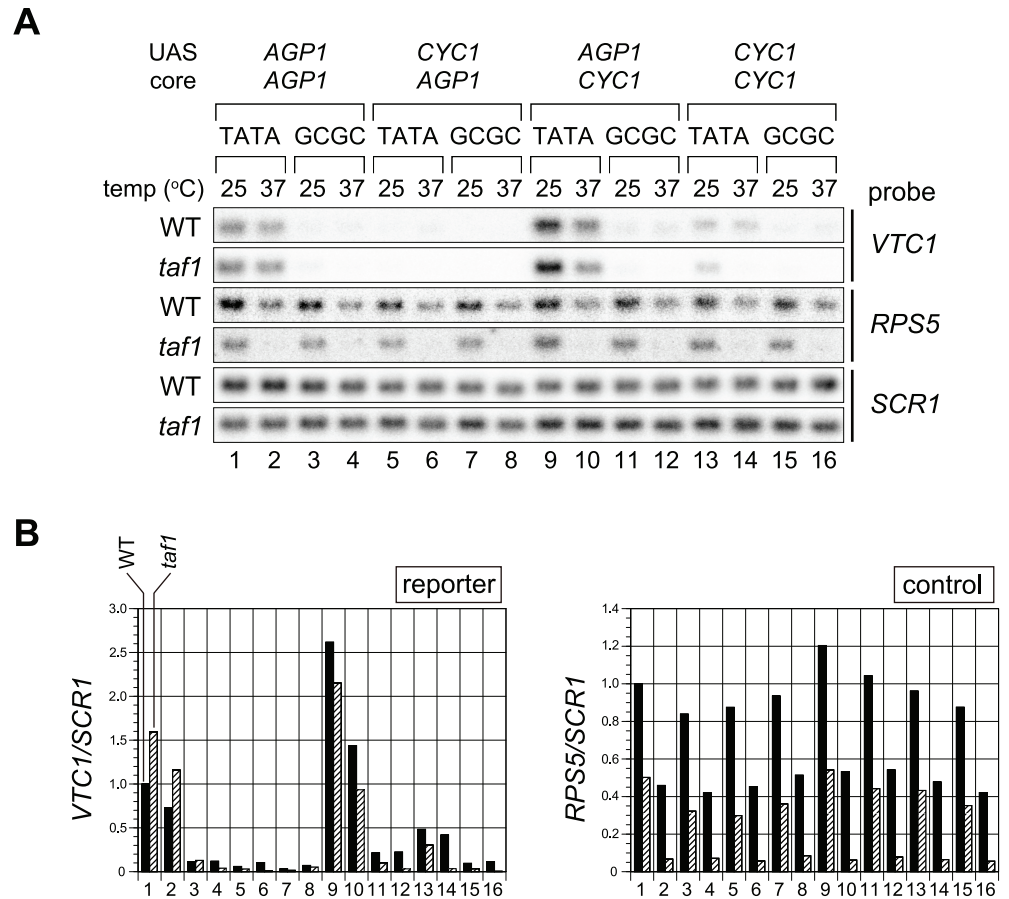 A
UAS AGP1 CYC1 AGP1 CYC1
core AGP1 AGP1 CYC1 CYC1
TATA GCGC TATA GCGC TATA GCGC TATA GCGC
temp (°C) 25 37 25 37 25 37 25 37 25 37 25 37 25 37 25 37 probe
WT
VTC1
taf1
WT
RPS5
taf1
WT
SCR1
taf1
1 2 3 4 5 6 7 8 9 10 11 12 13 14 15 16
B
WT taf1
reporter
control
VTC1/SCR1
3.0
2.5
2.0
1.5
1.0
0.5
0
1 2 3 4 5 6 7 8 9 10 11 12 13 14 15 16
RPS5/SCR1
1.4
1.2
1.0
0.8
0.6
0.4
0.2
0
1 2 3 4 5 6 7 8 9 10 11 12 13 14 15 16